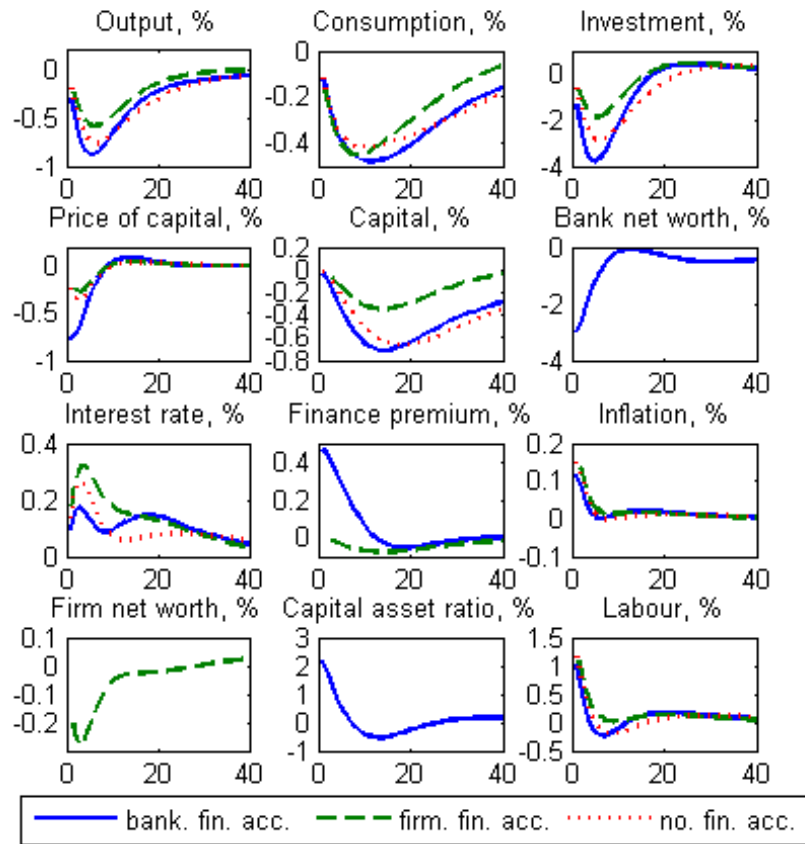 Output, % Consumption, % Investment, %
0 0 0
-0.5 -0.2 -2
-1 -0.4 -4
0 20 40 0 20 40 0 20 40
Price of capital, % Capital, % Bank net worth, %
0 0.2 0
-0.5 0 -2
-1 -0.2 -4
-0.4
-0.6
-0.8
0 20 40 0 20 40 0 20 40
Interest rate, % Finance premium, % Inflation, %
0.4 0.4 0.2
0.2 0.2 0.1
0 0 0
-0.1
0 20 40 0 20 40 0 20 40
Firm net worth, % Capital asset ratio, % Labour, %
0.1 3 1.5
0 2 1
-0.1 1 0.5
-0.2 0 0
-1 -0.5
0 20 40 0 20 40 0 20 40
bank. fin. acc. firm. fin. acc. no. fin. acc.